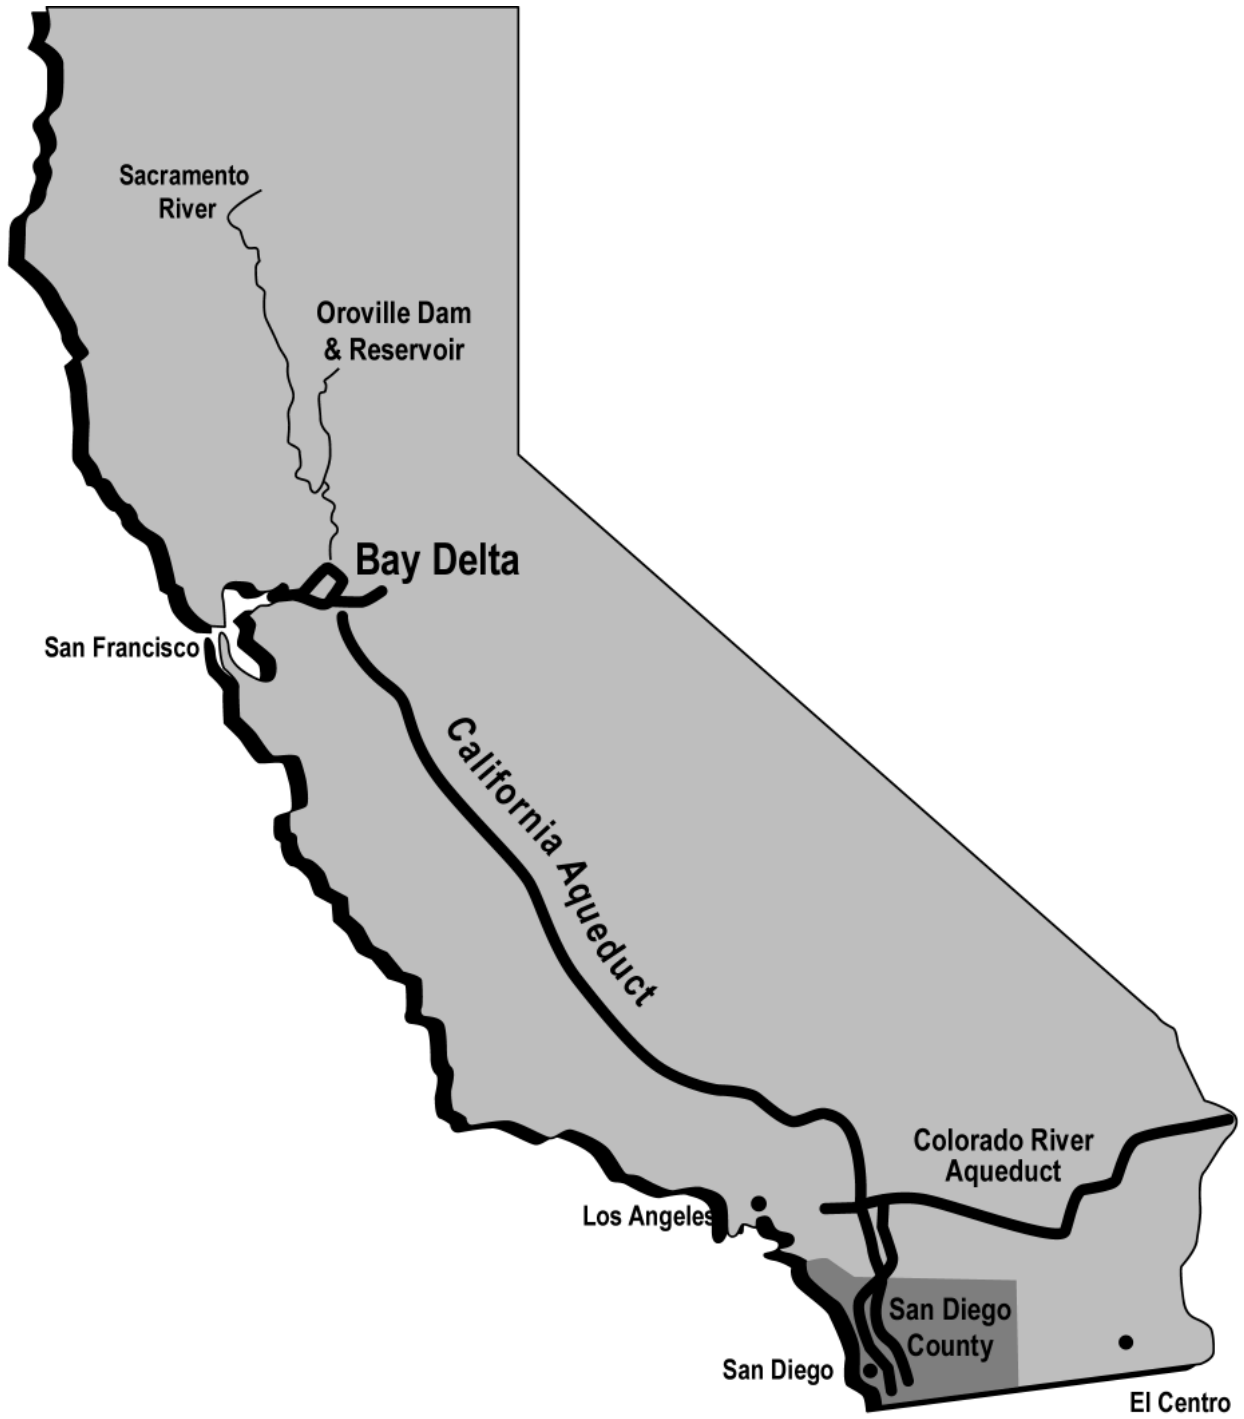 Sacramento
River
Oroville Dam
& Reservoir
Bay Delta
San Francisco
California Aqueduct
Colorado River
Aqueduct
Los Angeles
San Diego
County
San Diego
El Centro